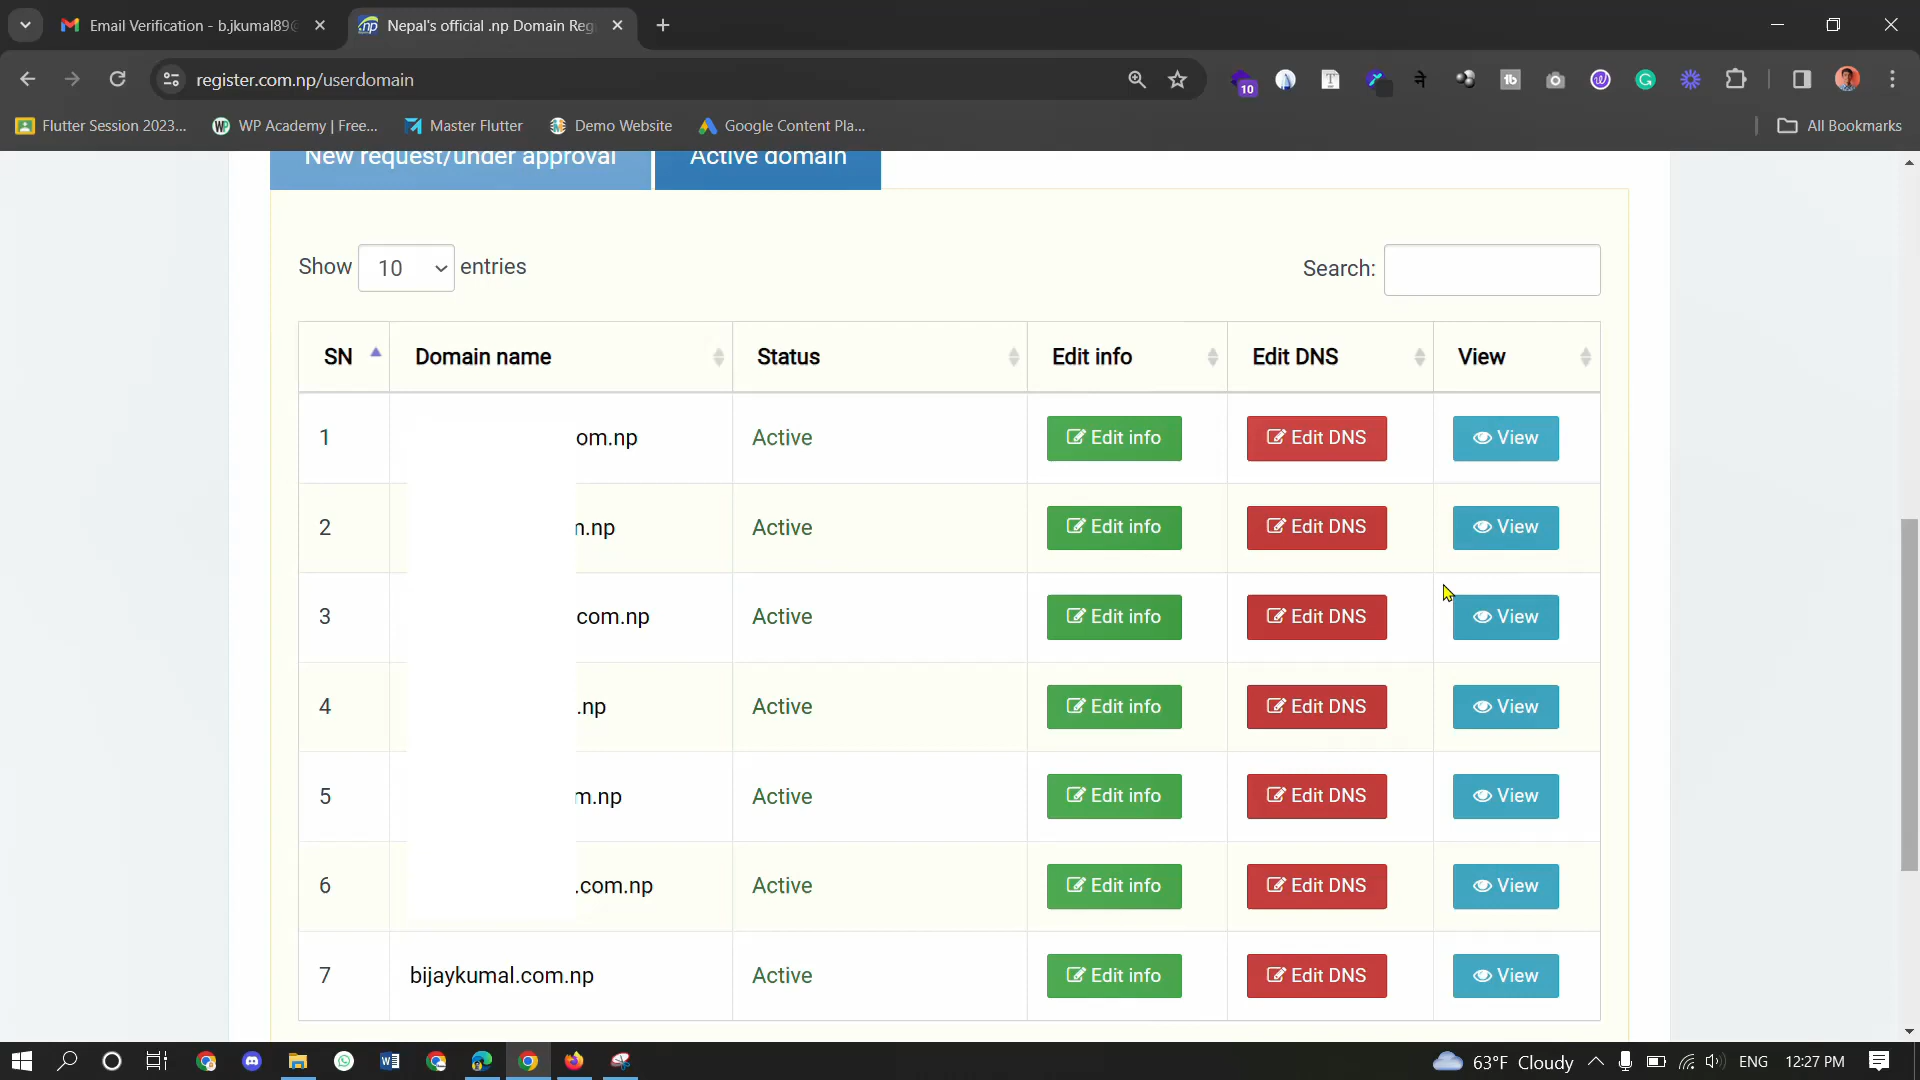 Email Verification - b.jkumal89@
Nepal's official .np Domain Reg
register.com.np/userdomain
10
Flutter Session 2023...
WP Academy | Free...
Master Flutter
Demo Website
Google Content Pla...
All Bookmarks
New request/under approval
Active domain
Show 10 entries
Search:
SN Domain name Status Edit info Edit DNS View
1 om.np Active Edit info Edit DNS View
2 n.np Active Edit info Edit DNS View
3 com.np Active Edit info Edit DNS View
4 .np Active Edit info Edit DNS View
5 m.np Active Edit info Edit DNS View
6 .com.np Active Edit info Edit DNS View
7 bijaykumal.com.np Active Edit info Edit DNS View
63°F Cloudy
ENG
12:27 PM